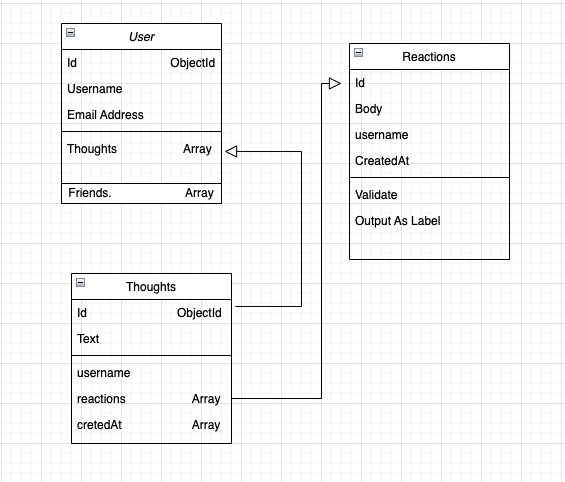 User
Id ObjectId
Username
Email Address
Thoughts Array
Friends. Array
Reactions
Id
Body
username
CreatedAt
Validate
Output As Label
Thoughts
Id ObjectId
Text
username
reactions Array
cretedAt Array